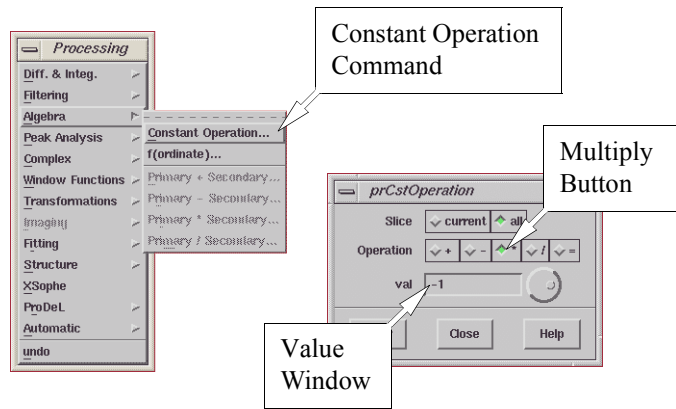 Constant Operation
Command
Processing
Diff. & Integ.
Filtering
Algebra
Peak Analysis
Complex
Window Functions
Transformations
Imaging
Fitting
Structure
XSophe
ProDeL
Automatic
undo
Constant Operation...
f(ordinate)...
Primary + Secondary...
Primary - Secondary...
Primary * Secondary...
Primary / Secondary...
Multiply
Button
prCstOperation
Slice current all
Operation + - * / =
val -1
Close Help
Value
Window